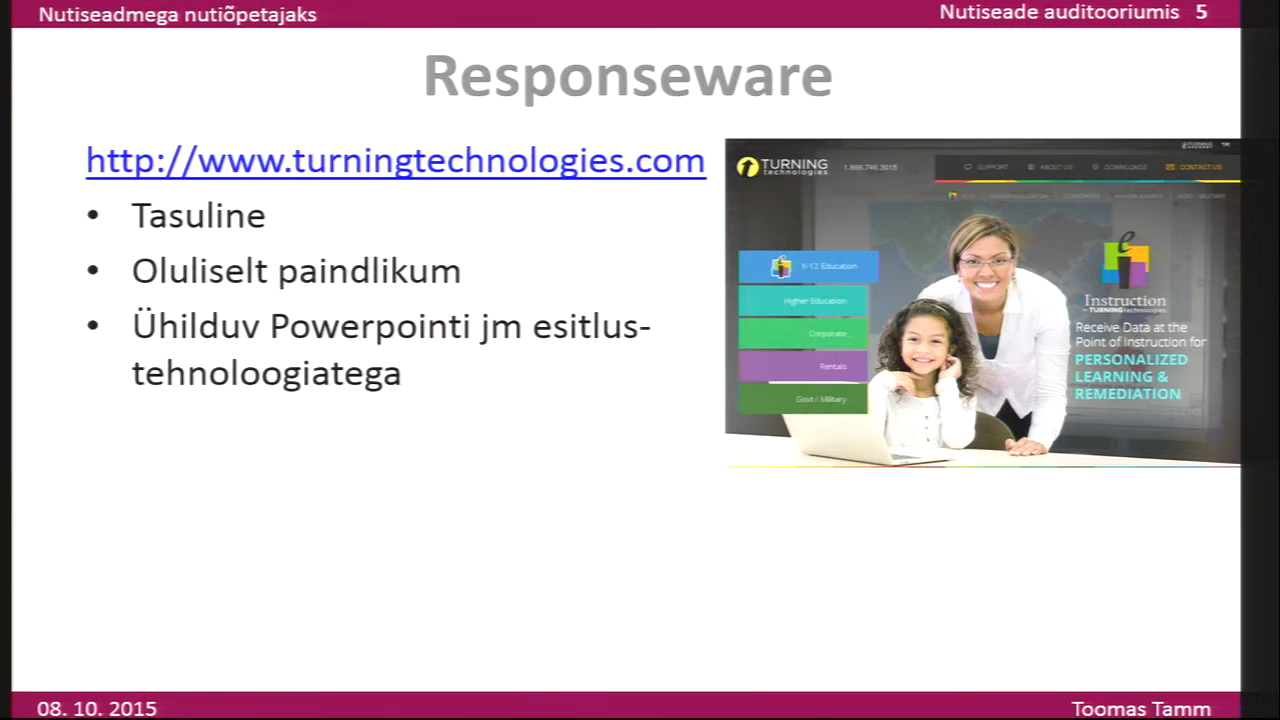 Nutiseadmega nutiõpetajaks
Nutiseade auditooriumis 5
Responseware
http://www.turningtechnologies.com
• Tasuline
• Oluliselt paindlikum
• Ühilduv Powerpointi jm esitlus-
tehnoloogiatega
TURNING
technologies
1.866.746.3015
SUPPORT
ABOUT US
DOWNLOADS
CONTACT US
K-12 Education
Higher Education
Corporate
Rentals
Govt / Military
Instruction
TURNINGtechnologies
Receive Data at the
Point of Instruction for
PERSONALIZED
LEARNING &
REMEDIATION
08. 10. 2015
Toomas Tamm